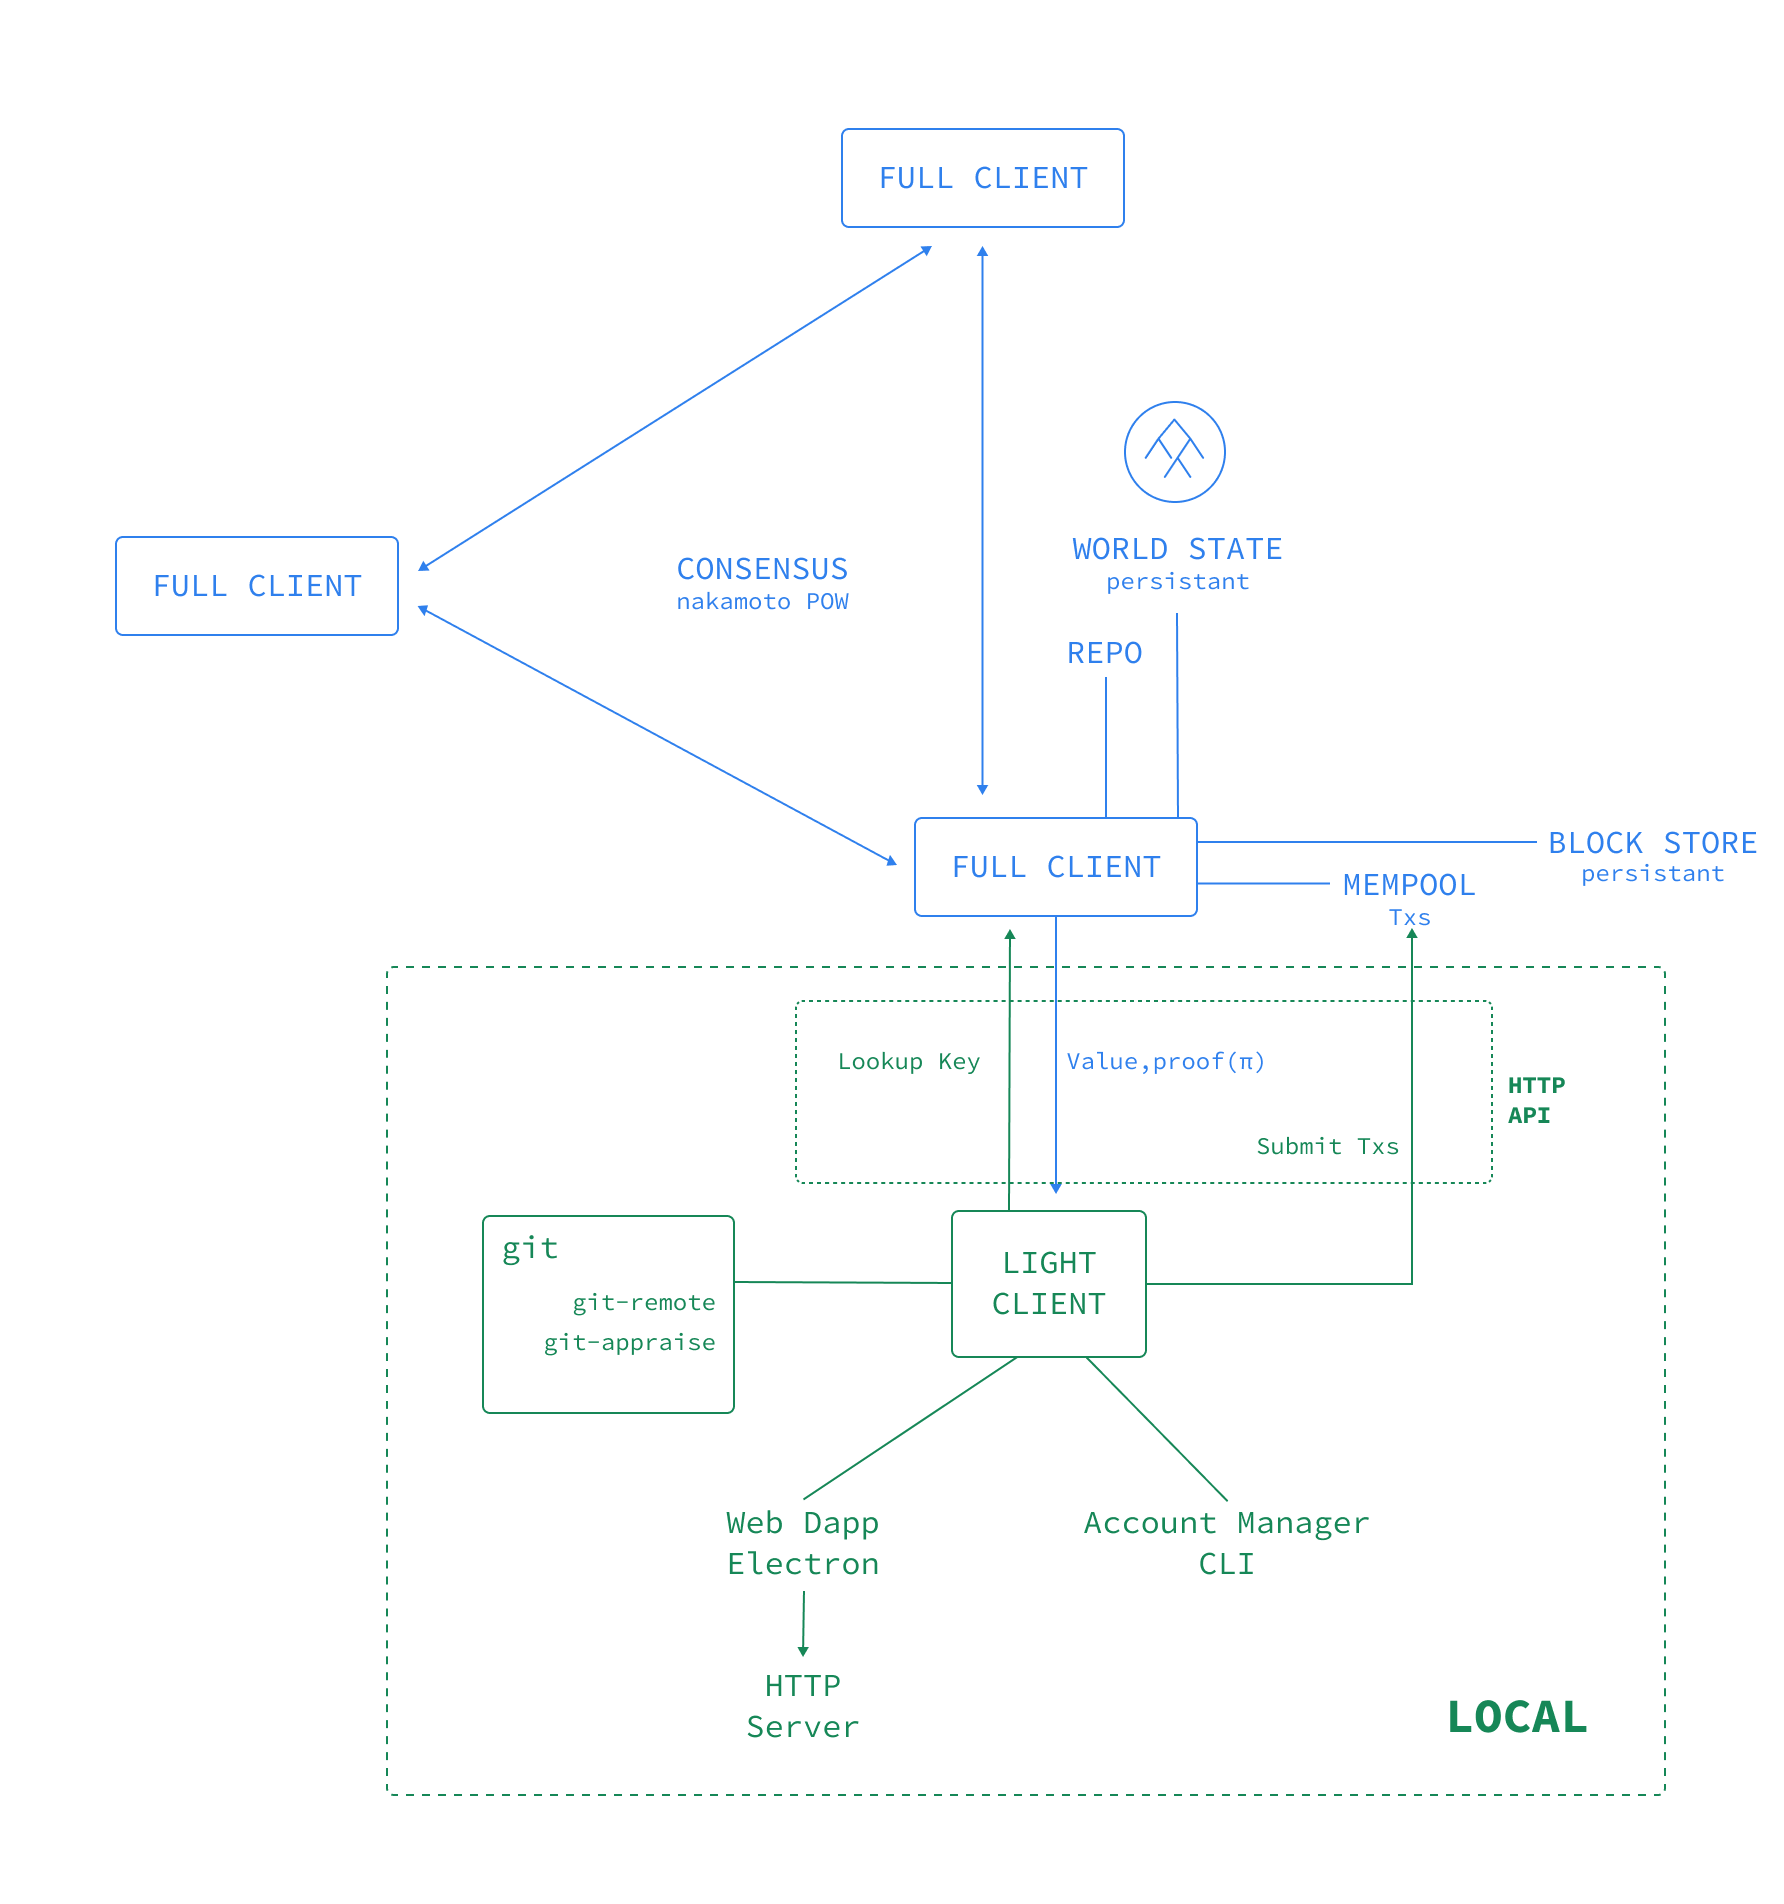 FULL CLIENT
WORLD STATE
persistant
FULL CLIENT
CONSENSUS
nakamoto POW
REPO
FULL CLIENT
BLOCK STORE
persistant
MEMPOOL
Txs
Lookup Key
Value,proof(π)
HTTP
API
Submit Txs
git
git-remote
git-appraise
LIGHT
CLIENT
Web Dapp
Electron
Account Manager
CLI
HTTP
Server
LOCAL